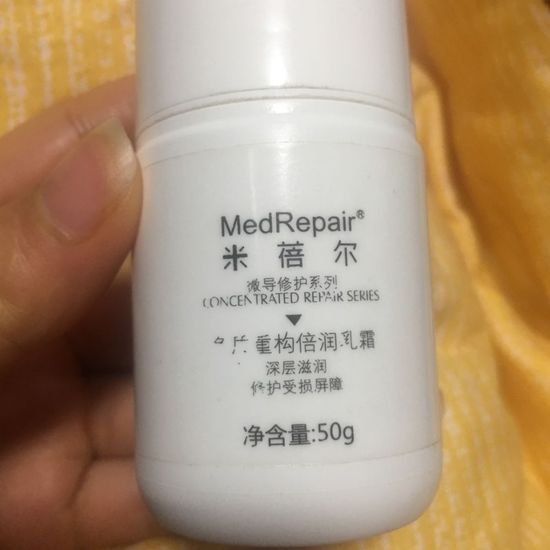 MedRepair®
米蓓尔
微导修护系列
CONCENTRATED REPAIR SERIES
重构倍润乳霜
深层滋润
修护受损屏障
净含量:50g